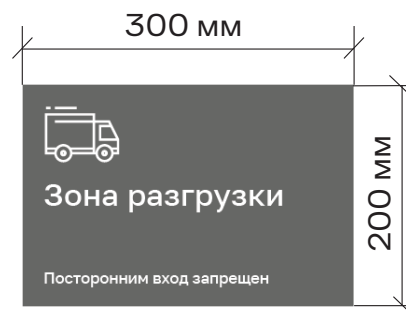 300 мм
Зона разгрузки
Посторонним вход запрещен
200 мм